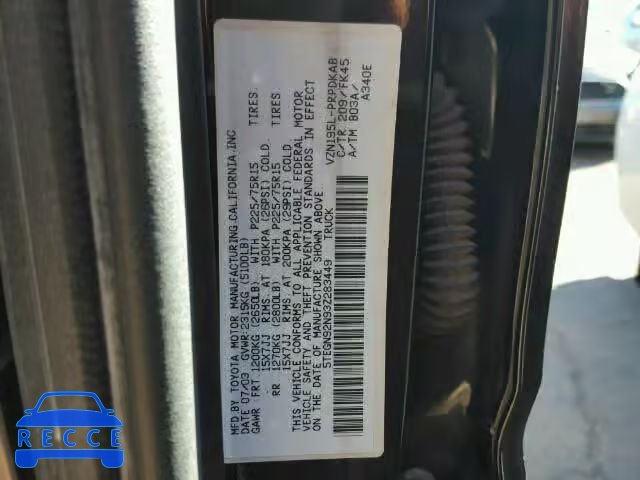 MFD BY TOYOTA MOTOR MANUFACTURING CALIFORNIA, INC
DATE 07/03 GVWR: 2315KG (5100LB)
GAWR FRT 1200KG (2650LB) WITH P225/75R15 TIRES
15X7JJ RIMS. AT 180KPA (26PSI) COLD.
RR 1270KG (2800LB) WITH P225/75R15 TIRES
15X7JJ RIMS. AT 200KPA (29PSI) COLD.
THIS VEHICLE CONFORMS TO ALL APPLICABLE FEDERAL MOTOR
VEHICLE SAFETY AND THEFT PREVENTION STANDARDS IN EFFECT
ON THE DATE OF MANUFACTURE SHOWN ABOVE.
5TEGN92N93Z283449 TRUCK
VZN195L-PRPDKAB
C/TR 209/FK45
A/TM B03A/
A340E
RECCE